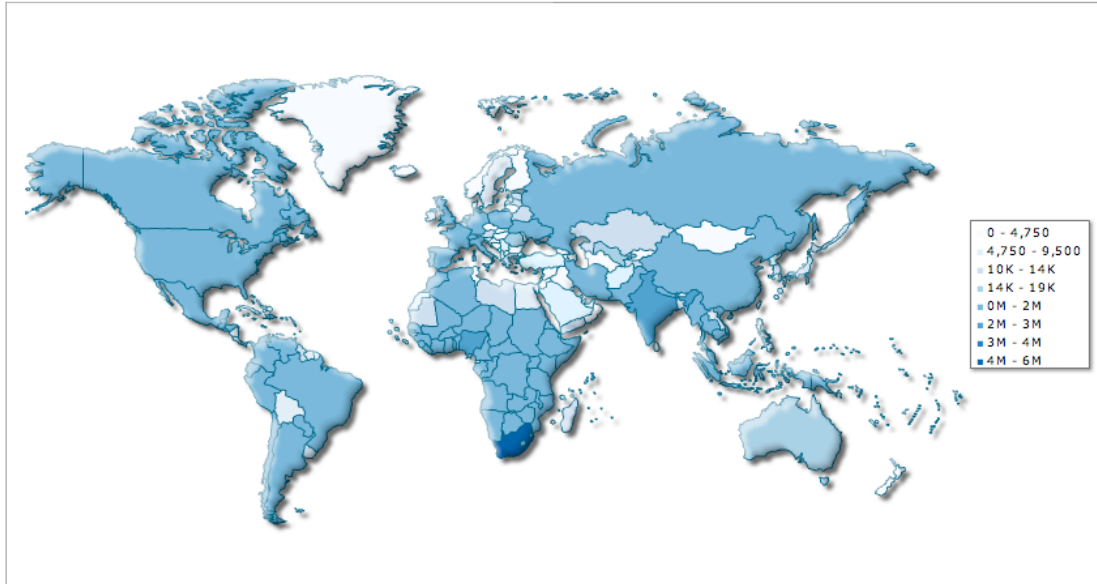 0 - 4,750
4,750 - 9,500
10K - 14K
14K - 19K
0M - 2M
2M - 3M
3M - 4M
4M - 6M